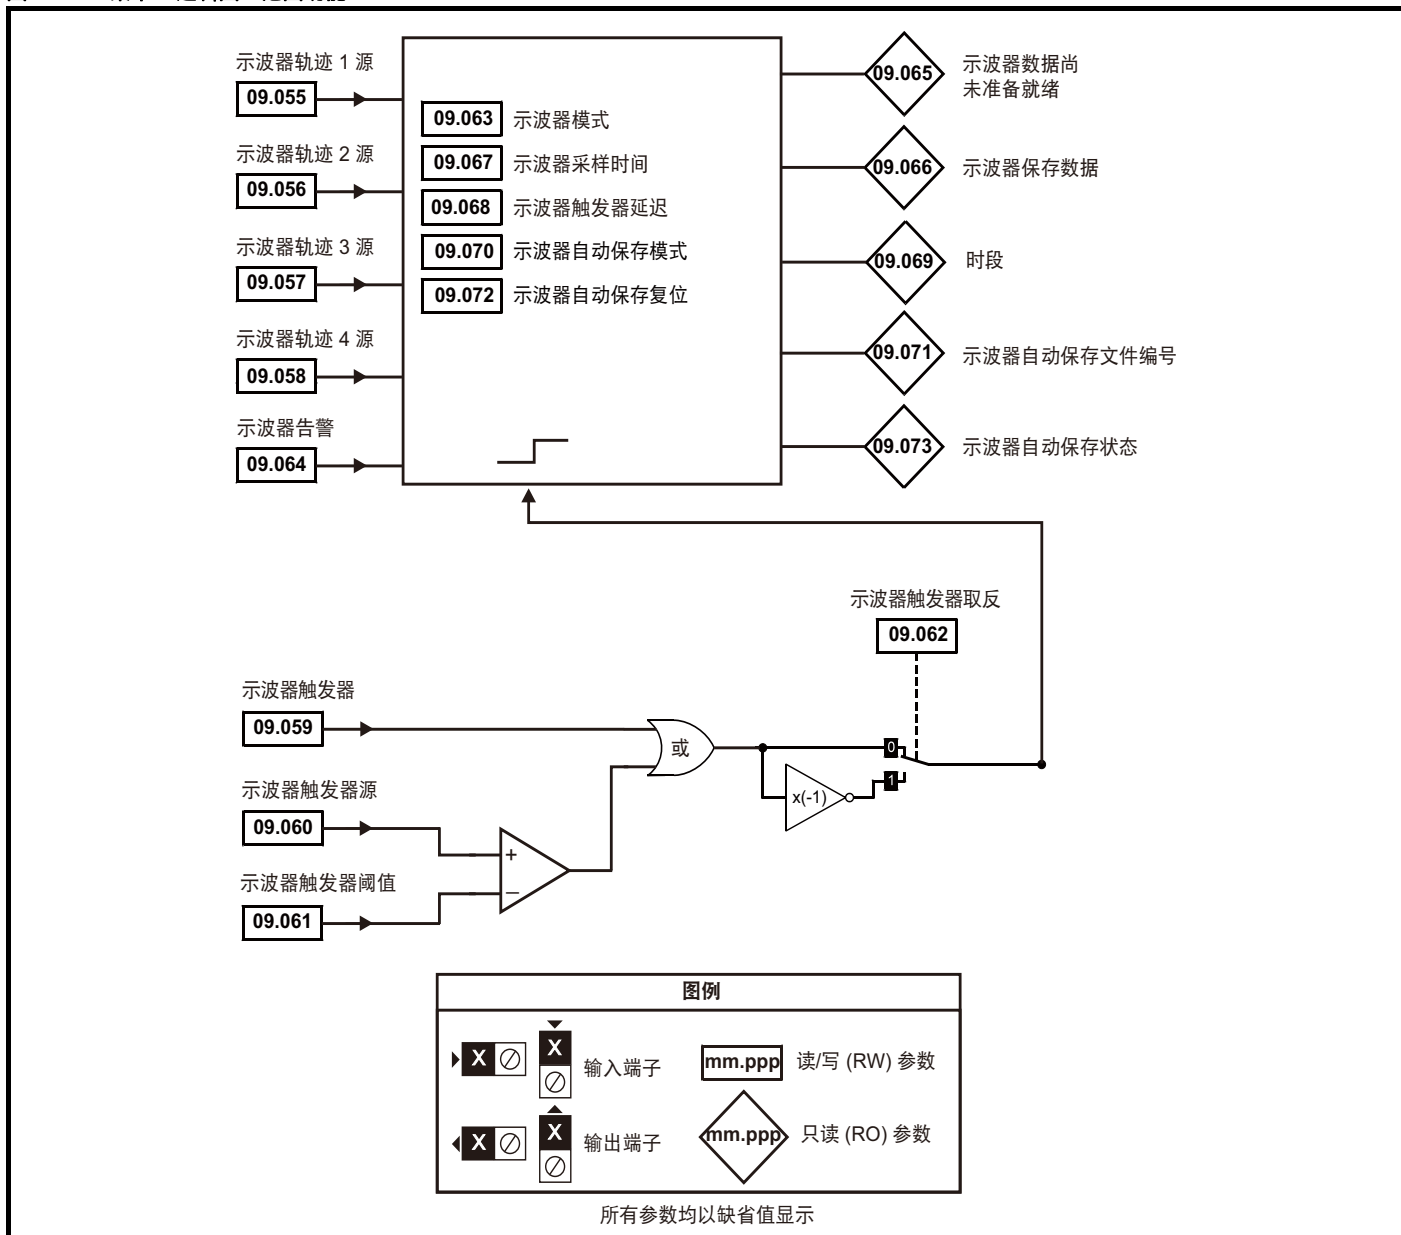 示波器轨迹 1 源
09.055
示波器轨迹 2 源
09.056
示波器轨迹 3 源
09.057
示波器轨迹 4 源
09.058
示波器告警
09.064
09.063 示波器模式
09.067 示波器采样时间
09.068 示波器触发器延迟
09.070 示波器自动保存模式
09.072 示波器自动保存复位
09.065 示波器数据尚
未准备就绪
09.066 示波器保存数据
09.069 时段
09.071 示波器自动保存文件编号
09.073 示波器自动保存状态
示波器触发器取反
09.062
示波器触发器
09.059
或
0
1
x(-1)
示波器触发器源
09.060
+
−
示波器触发器阈值
09.061
图例
X
X
输入端子
mm.ppp 读/写 (RW) 参数
X
X
输出端子
mm.ppp 只读 (RO) 参数
所有参数均以缺省值显示